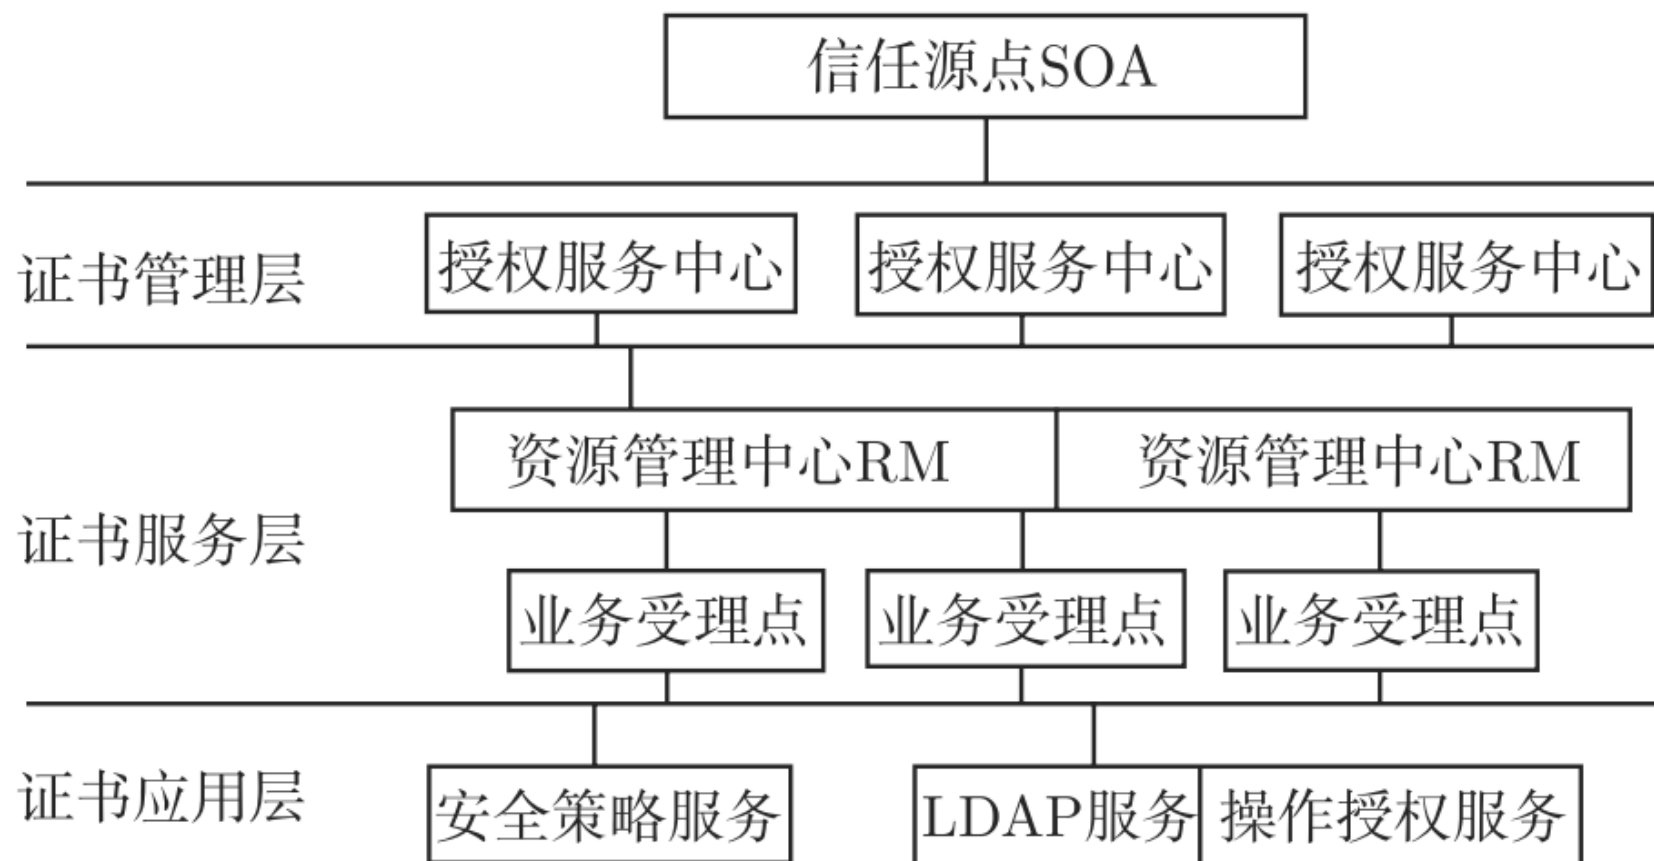 信任源点SOA
证书管理层
授权服务中心
授权服务中心
授权服务中心
资源管理中心RM
资源管理中心RM
证书服务层
业务受理点
业务受理点
业务受理点
证书应用层
安全策略服务
LDAP服务
操作授权服务